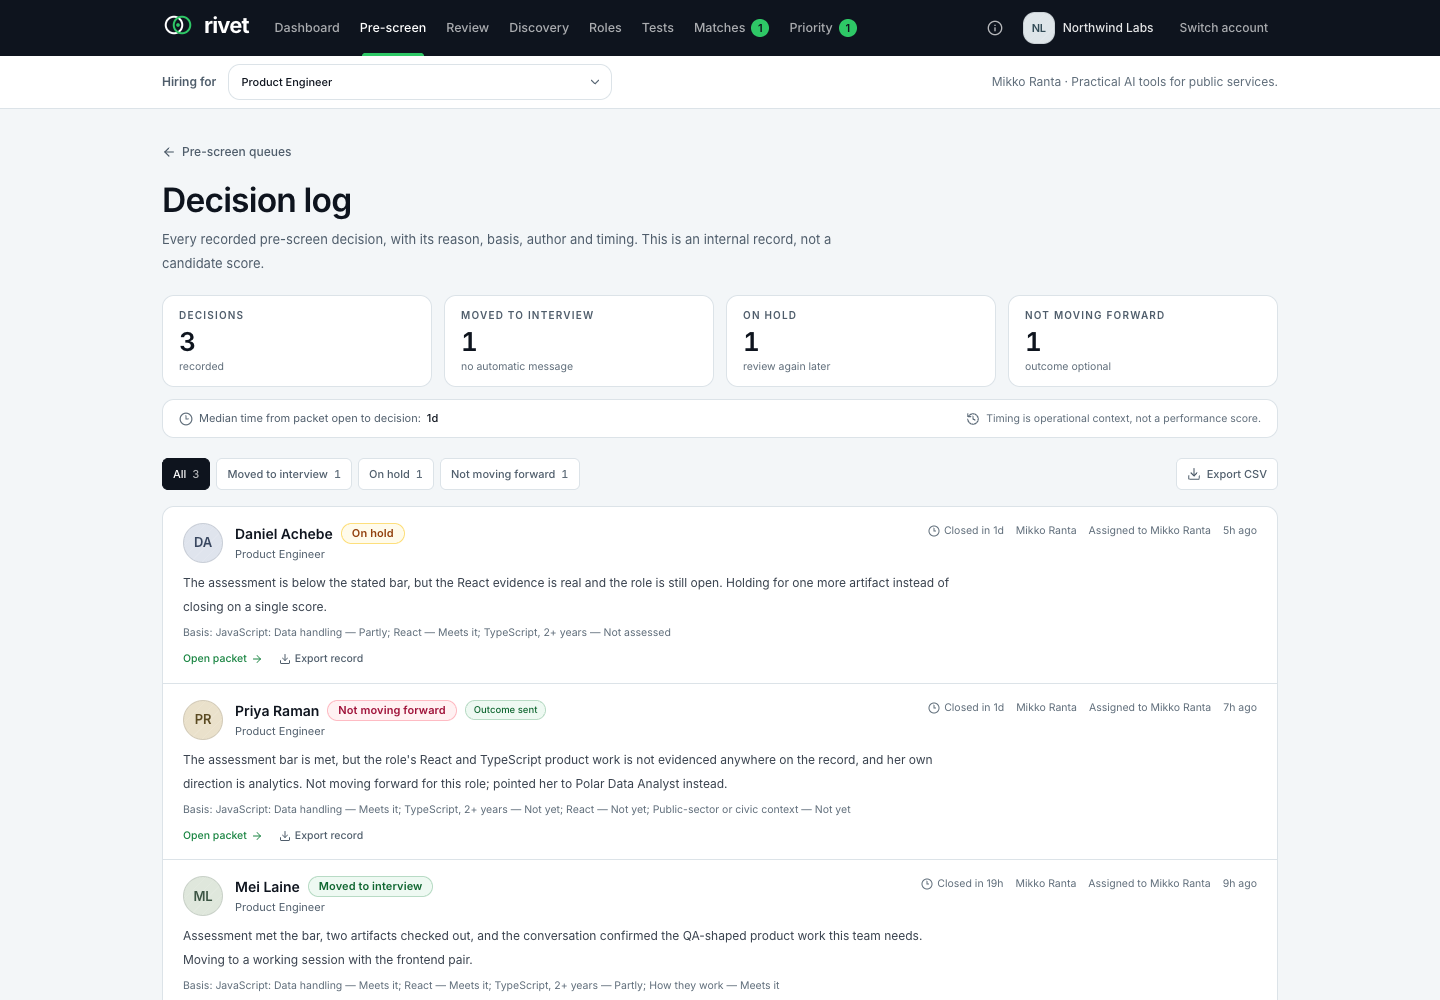 rivet
Dashboard Pre-screen Review Discovery Roles Tests Matches 1 Priority 1
NL Northwind Labs Switch account
Hiring for Product Engineer
Mikko Ranta · Practical AI tools for public services.
Pre-screen queues
Decision log
Every recorded pre-screen decision, with its reason, basis, author and timing. This is an internal record, not a
candidate score.
DECISIONS
3
recorded
MOVED TO INTERVIEW
1
no automatic message
ON HOLD
1
review again later
NOT MOVING FORWARD
1
outcome optional
Median time from packet open to decision: 1d
Timing is operational context, not a performance score.
All 3 Moved to interview 1 On hold 1 Not moving forward 1
Export CSV
DA Daniel Achebe On hold
Closed in 1d Mikko Ranta Assigned to Mikko Ranta 5h ago
Product Engineer
The assessment is below the stated bar, but the React evidence is real and the role is still open. Holding for one more artifact instead of
closing on a single score.
Basis: JavaScript: Data handling — Partly; React — Meets it; TypeScript, 2+ years — Not assessed
Open packet Export record
PR Priya Raman Not moving forward Outcome sent
Closed in 1d Mikko Ranta Assigned to Mikko Ranta 7h ago
Product Engineer
The assessment bar is met, but the role's React and TypeScript product work is not evidenced anywhere on the record, and her own
direction is analytics. Not moving forward for this role; pointed her to Polar Data Analyst instead.
Basis: JavaScript: Data handling — Meets it; TypeScript, 2+ years — Not yet; React — Not yet; Public-sector or civic context — Not yet
Open packet Export record
ML Mei Laine Moved to interview
Closed in 19h Mikko Ranta Assigned to Mikko Ranta 9h ago
Product Engineer
Assessment met the bar, two artifacts checked out, and the conversation confirmed the QA-shaped product work this team needs.
Moving to a working session with the frontend pair.
Basis: JavaScript: Data handling — Meets it; React — Meets it; TypeScript, 2+ years — Partly; How they work — Meets it